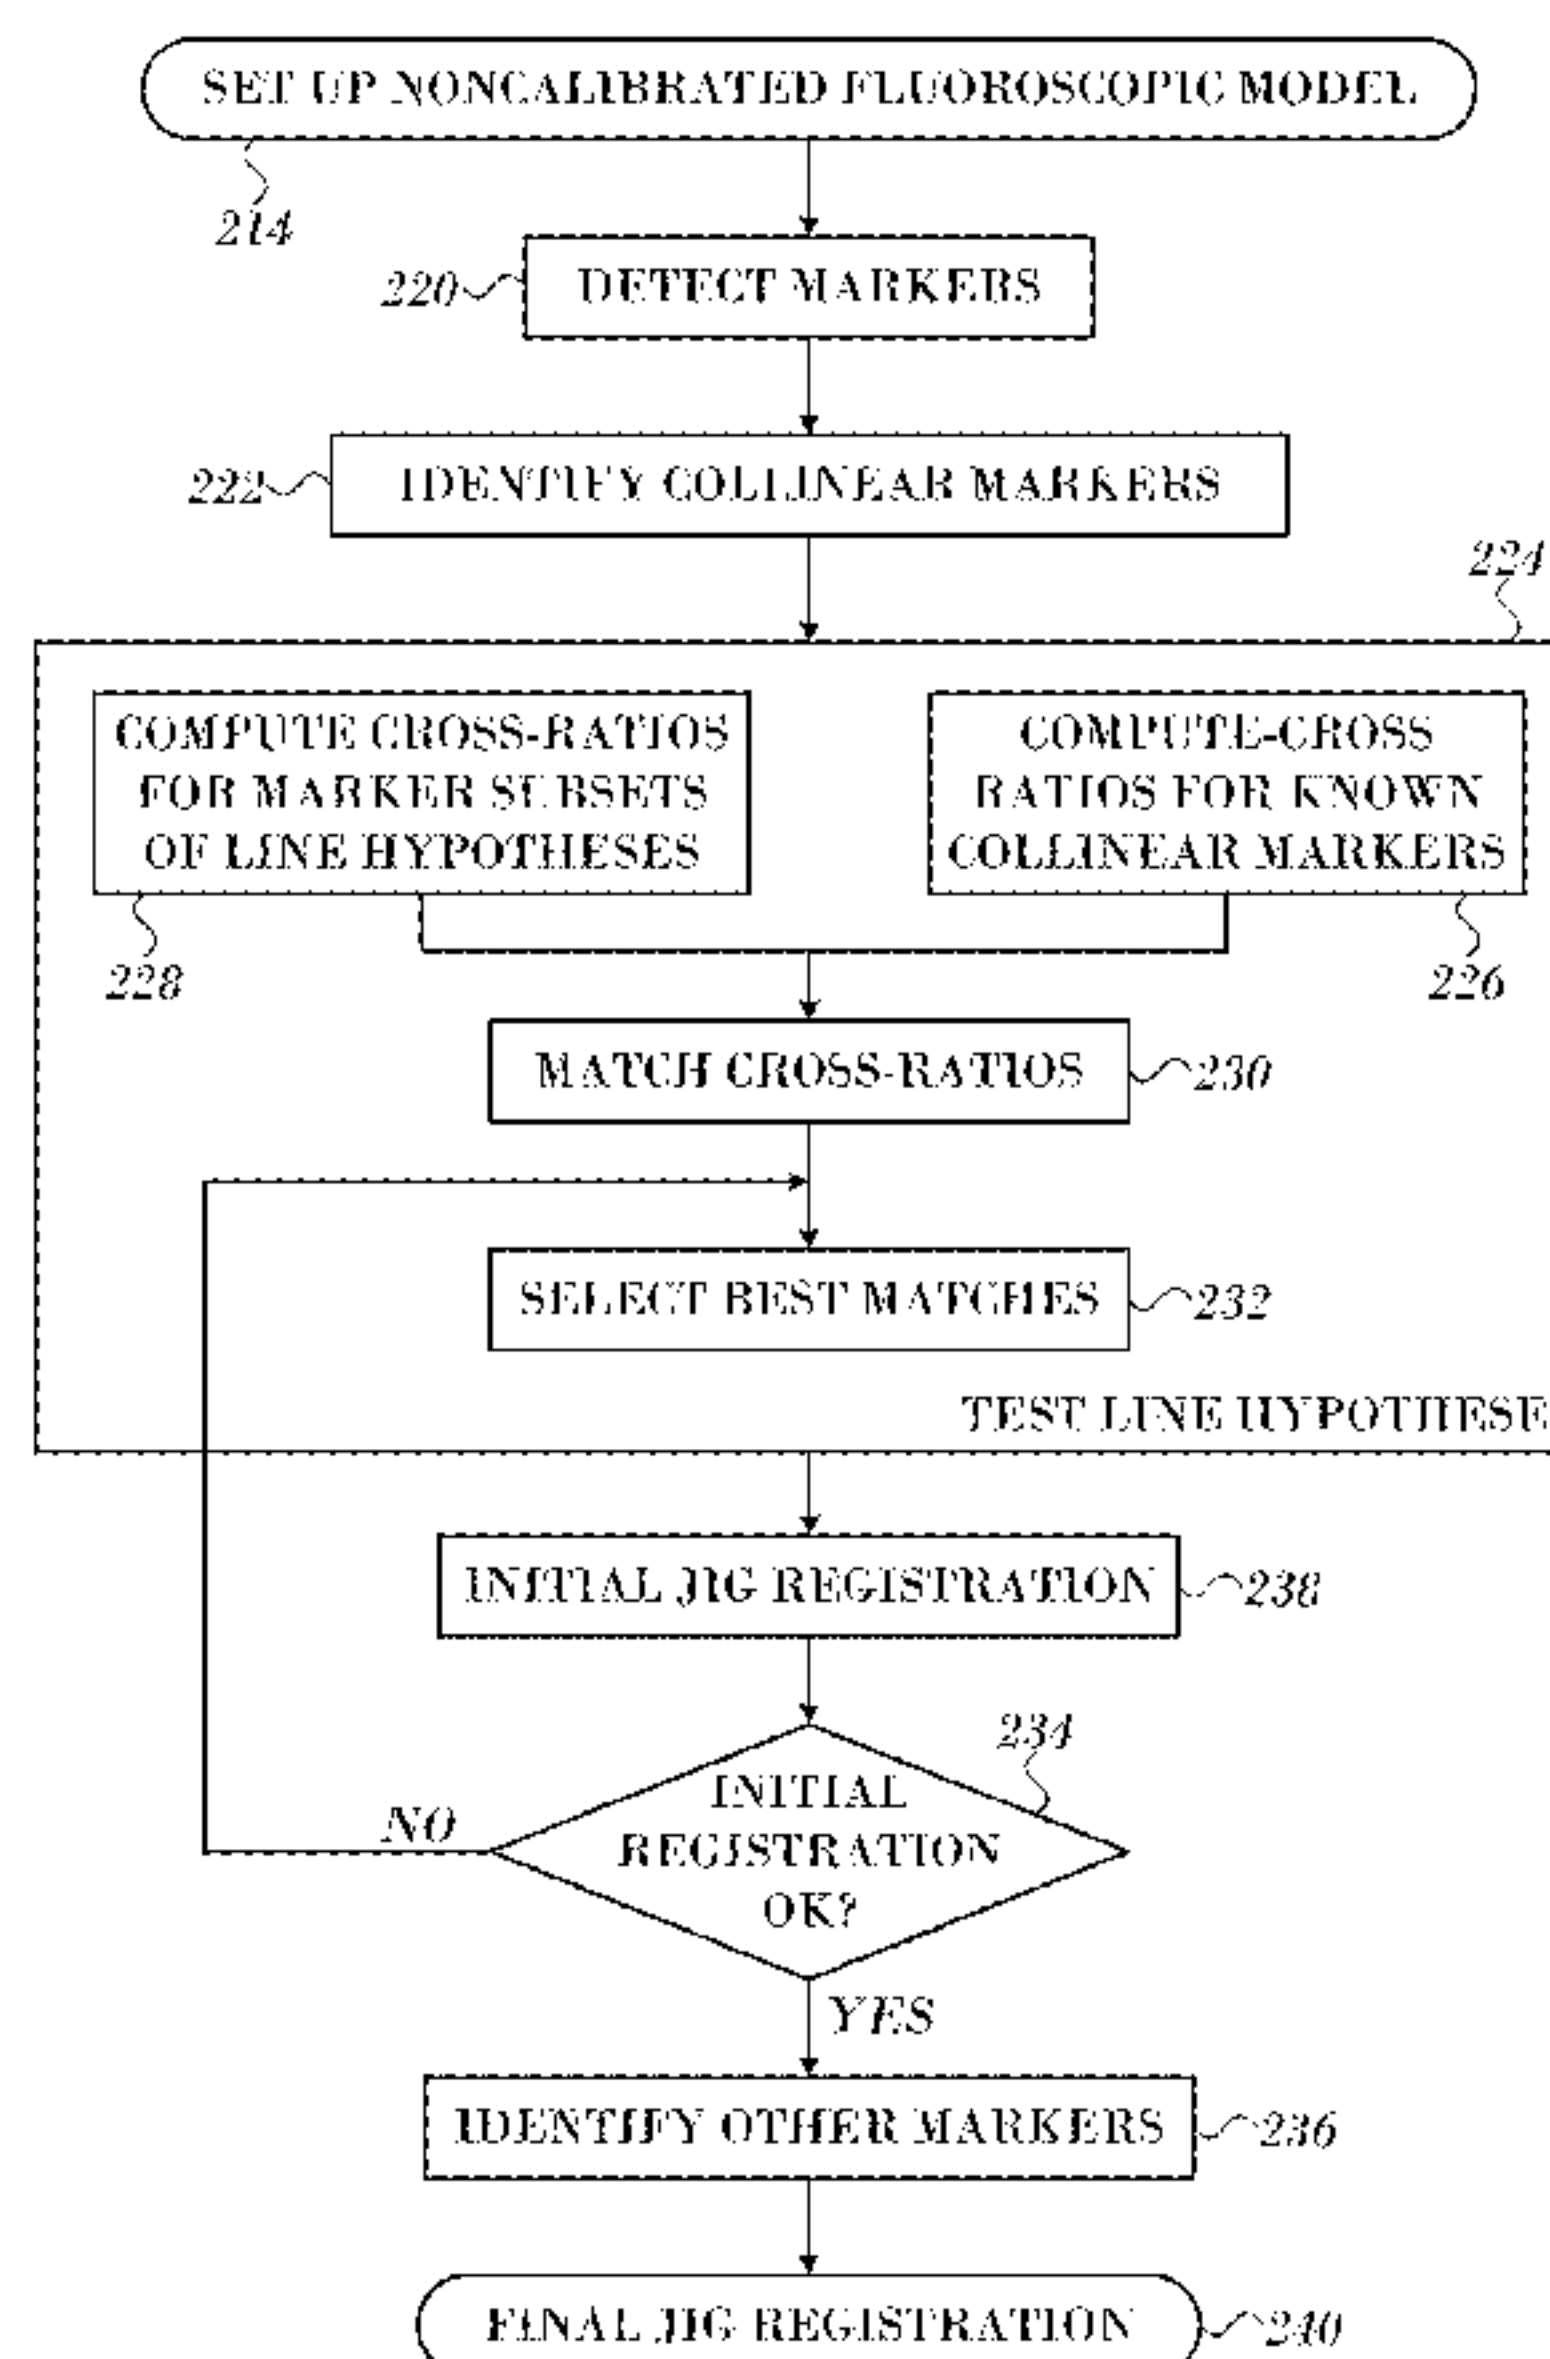 SET UP NONCALIBRATED FLUOROSCOPIC MODEL
214
220
DETECT MARKERS
222
IDENTIFY COLLINEAR MARKERS
224
COMPUTE CROSS-RATIOS
FOR MARKER SUBSETS
OF LINE HYPOTHESES
228
COMPUTE-CROSS
RATIOS FOR KNOWN
COLLINEAR MARKERS
226
MATCH CROSS-RATIOS
230
SELECT BEST MATCHES
232
TEST LINE HYPOTHESE
INITIAL JIG REGISTRATION
238
234
INITIAL
REGISTRATION
OK?
NO
YES
IDENTIFY OTHER MARKERS
236
FINAL JIG REGISTRATION
240